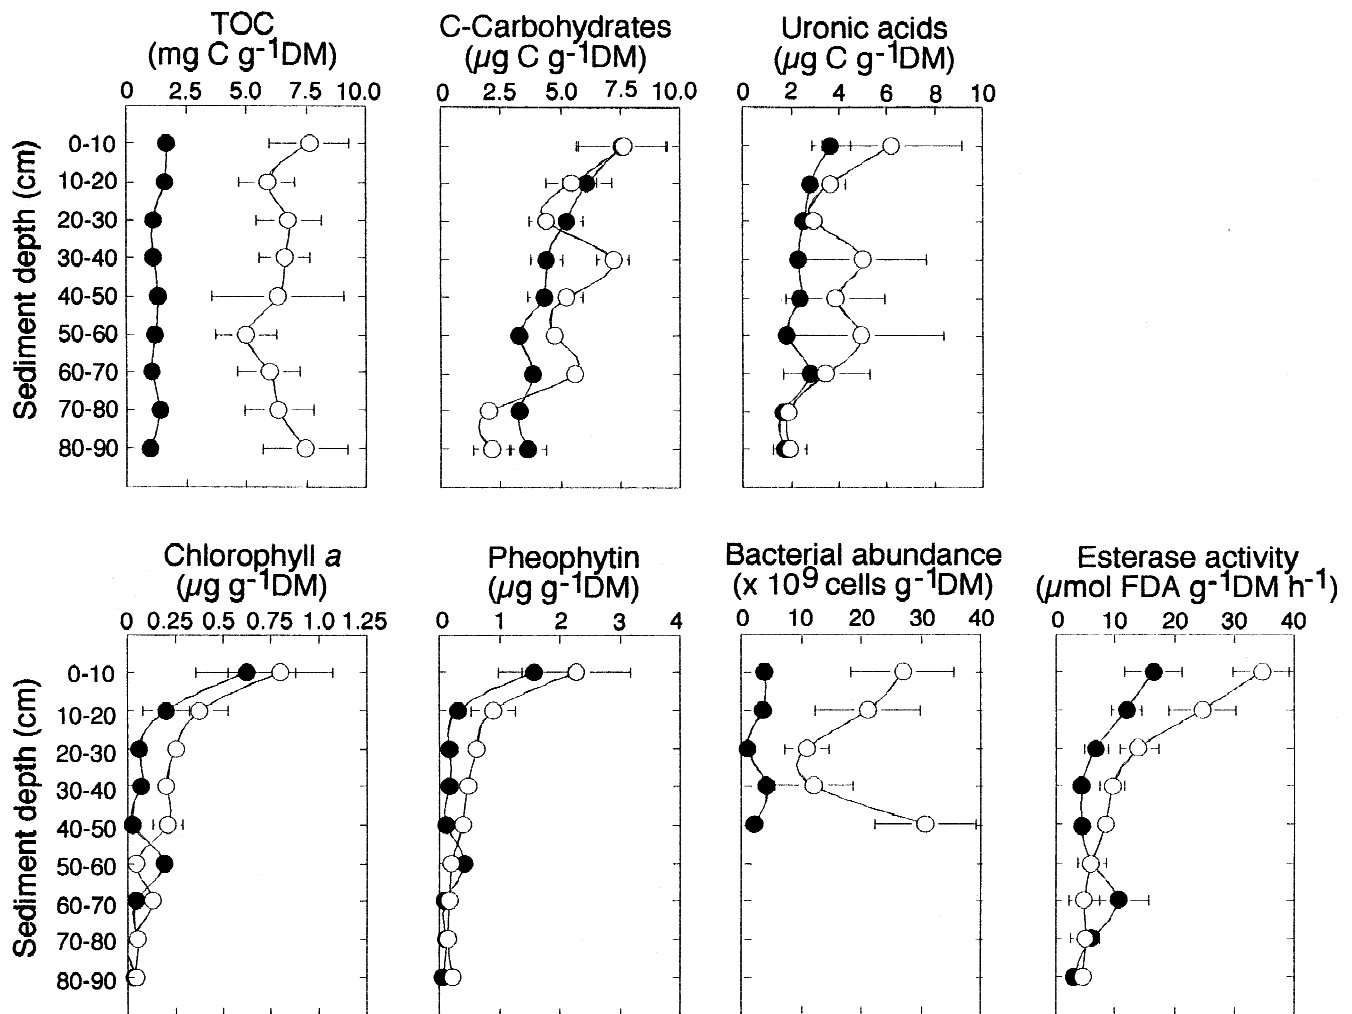 TOC
(mg C g-1DM)
0 2.5 5.0 7.5 10.0
C-Carbohydrates
(µg C g-1DM)
0 2.5 5.0 7.5 10.0
Uronic acids
(µg C g-1DM)
0 2 4 6 8 10
Sediment depth (cm)
0-10
10-20
20-30
30-40
40-50
50-60
60-70
70-80
80-90
Chlorophyll a
(µg g-1DM)
0 0.25 0.5 0.75 1.0 1.25
Pheophytin
(µg g-1DM)
0 1 2 3 4
Bacterial abundance
(x 109 cells g-1DM)
0 10 20 30 40
Esterase activity
(µmol FDA g-1DM h-1)
0 10 20 30 40
Sediment depth (cm)
0-10
10-20
20-30
30-40
40-50
50-60
60-70
70-80
80-90